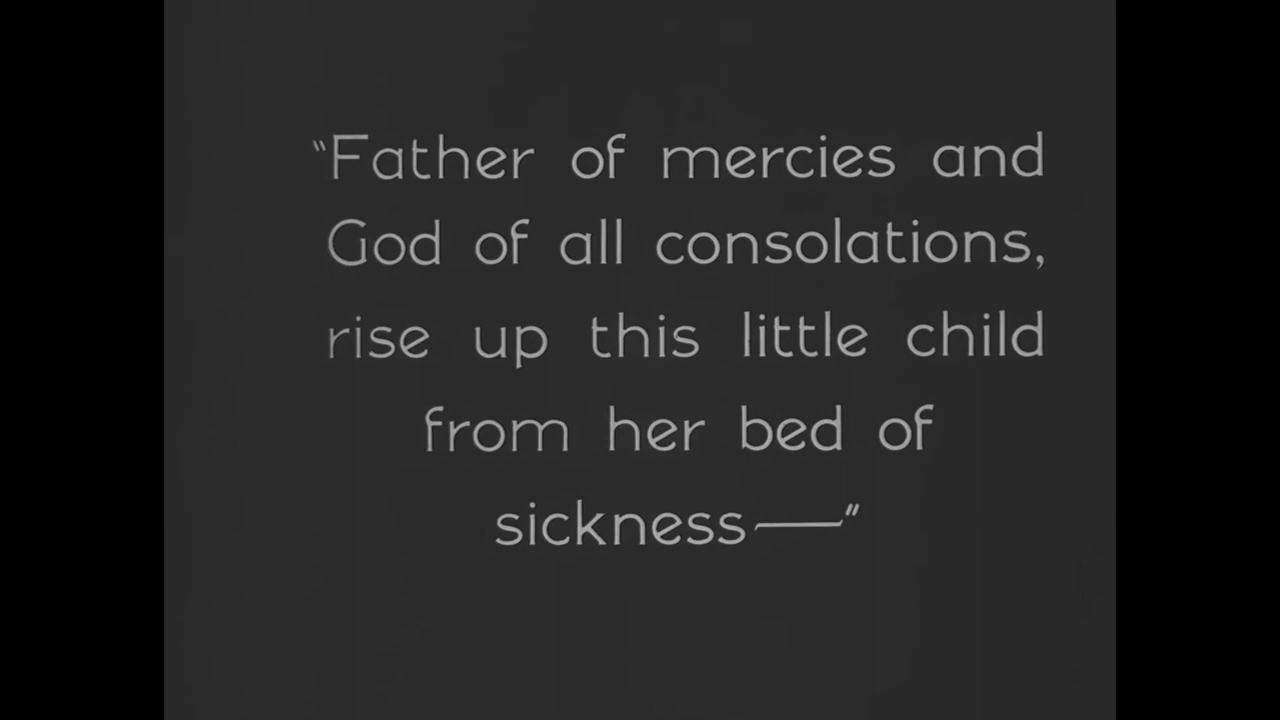 “Father of mercies and
God of all consolations,
rise up this little child
from her bed of
sickness—”